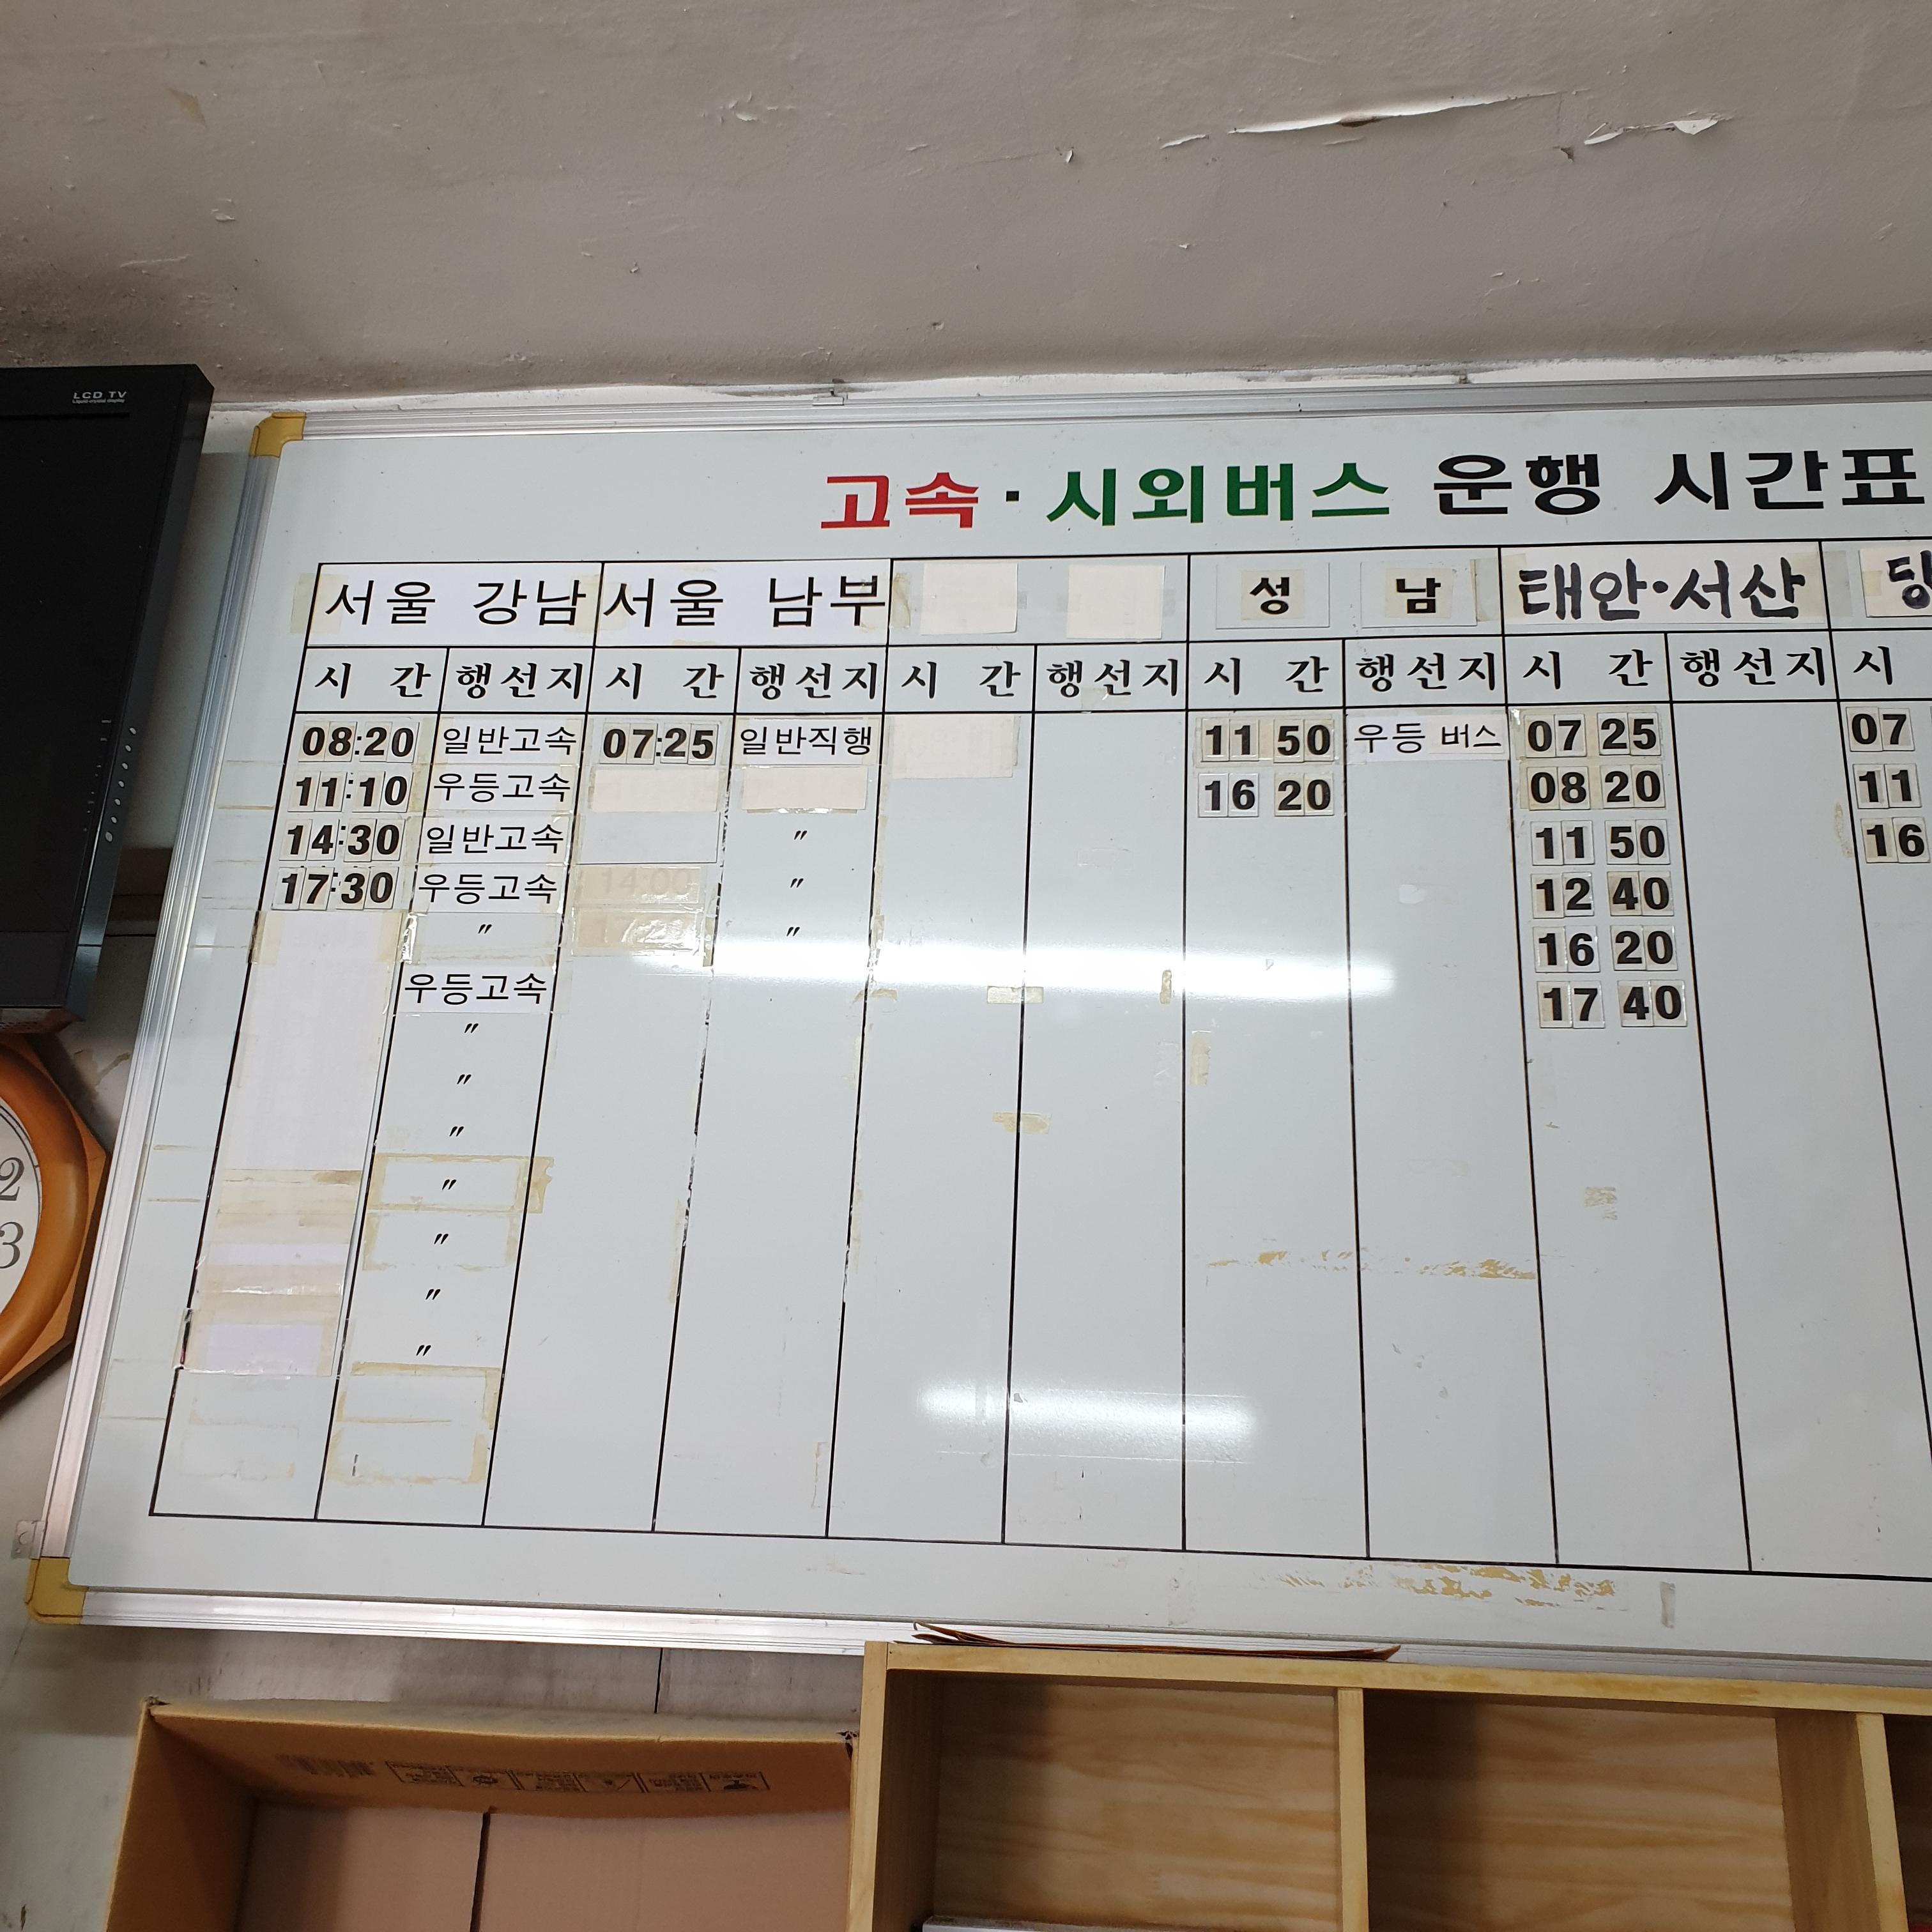 LCD TV
고속·시외버스 운행 시간표
서울 강남 서울 남부 성 남 태안·서산
시 간 행선지 시 간 행선지 시 간 행선지 시 간 행선지 시 간 행선지 시
08:20 일반고속 07:25 일반직행 11 50 우등 버스 07 25 07
11:10 우등고속 16 20 08 20 11
14:30 일반고속 〃 11 50 16
17:30 우등고속 14:00 〃 12 40
〃 〃 16 20
우등고속 17 40
〃
〃
〃
〃
〃
〃
〃
2
3